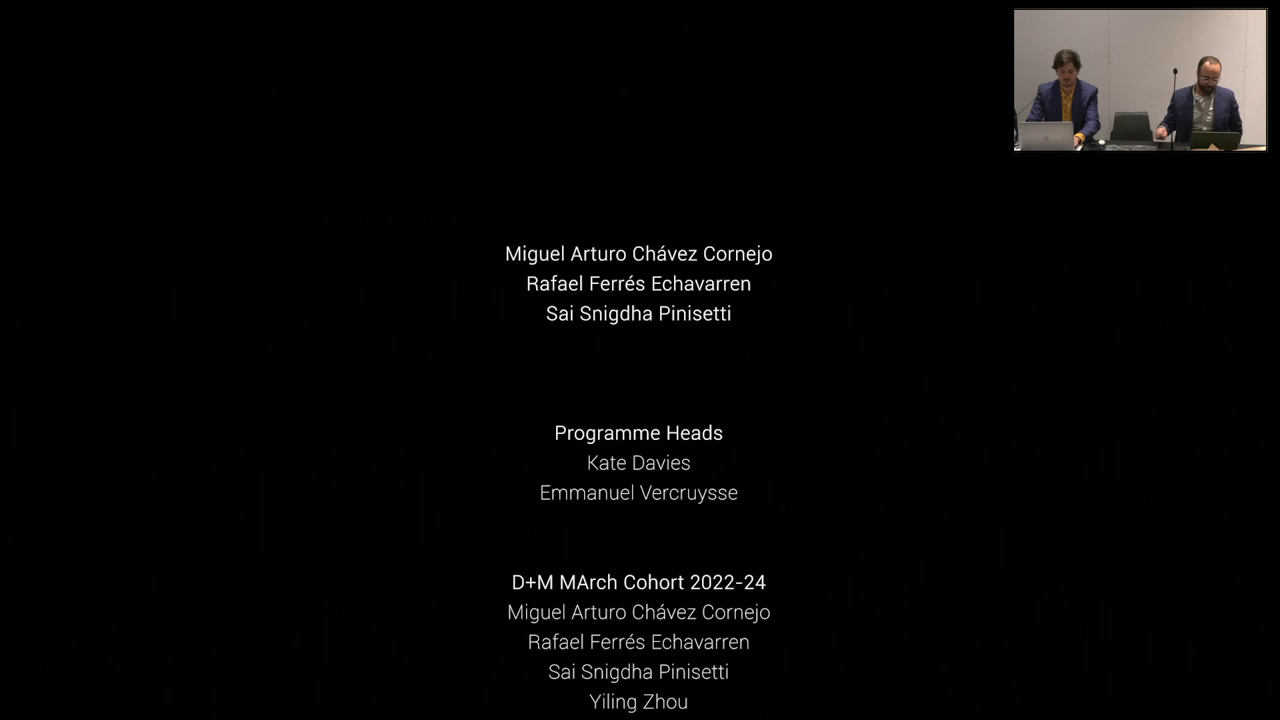 Miguel Arturo Chávez Cornejo
Rafael Ferrés Echavarren
Sai Snigdha Pinisetti
Programme Heads
Kate Davies
Emmanuel Vercruysse
D+M MArch Cohort 2022-24
Miguel Arturo Chávez Cornejo
Rafael Ferrés Echavarren
Sai Snigdha Pinisetti
Yiling Zhou